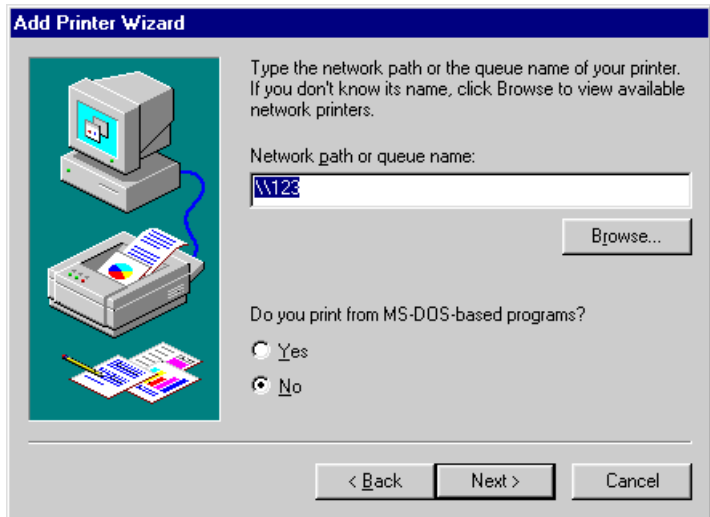 Add Printer Wizard
Type the network path or the queue name of your printer.
If you don't know its name, click Browse to view available
network printers.
Network path or queue name:
\\123
Browse...
Do you print from MS-DOS-based programs?
Yes
No
< Back
Next >
Cancel